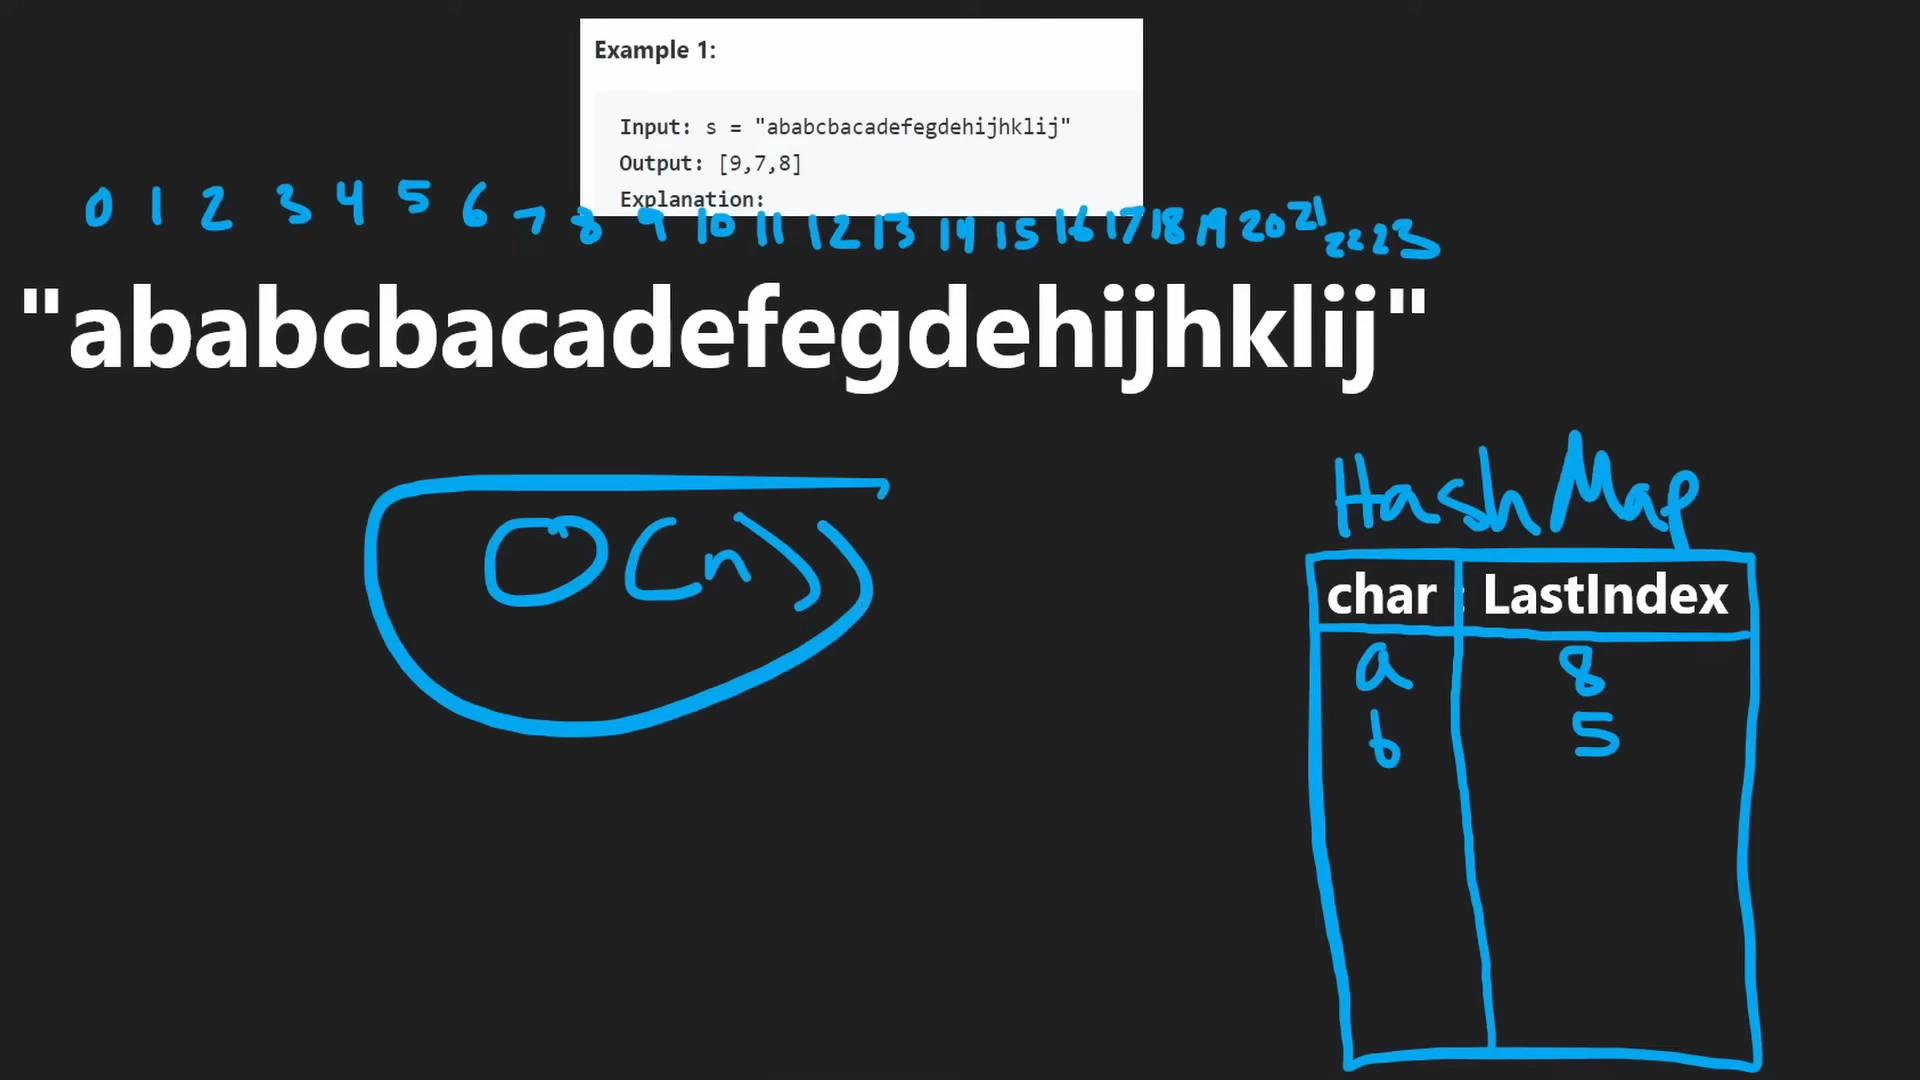 Example 1:
Input: s = "ababcbacadefegdehijhklij"
Output: [9,7,8]
Explanation:
0 1 2 3 4 5 6 7 8 9 10 11 12 13 14 15 16 17 18 19 20 21 22 23
"ababcbacadefegdehijhklij"
O(n))
HashMap
char : LastIndex
a 8
b 5